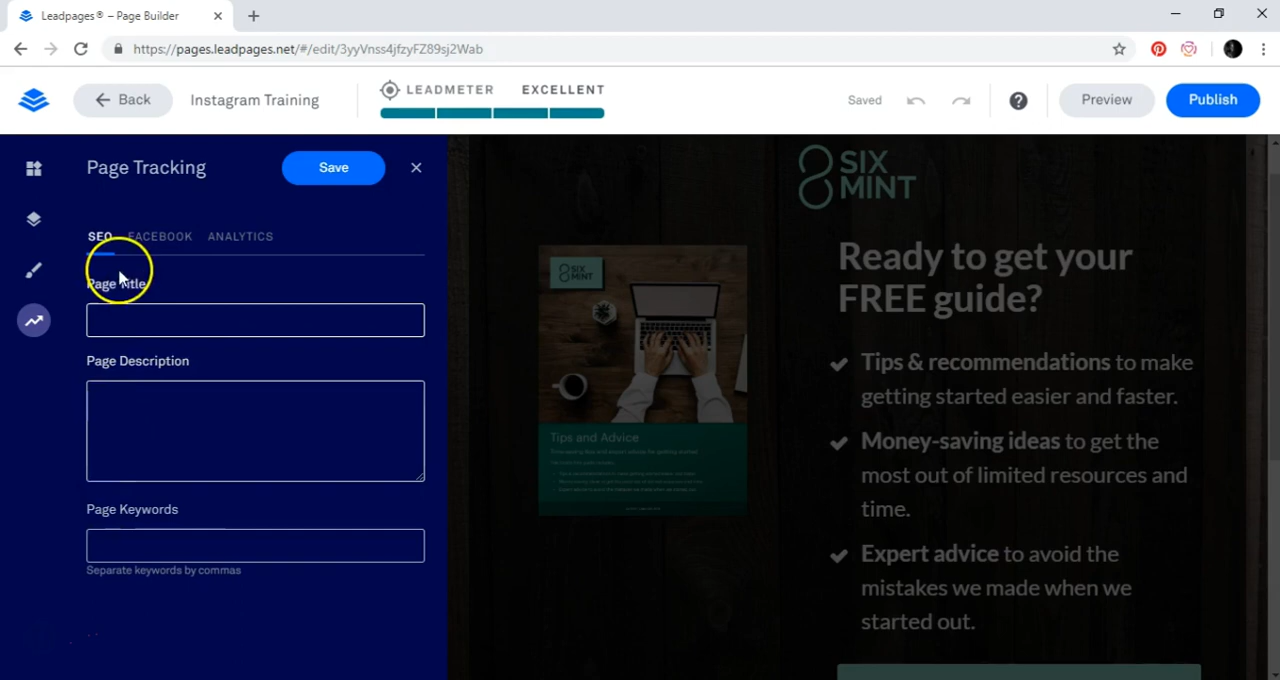 Leadpages® – Page Builder
https://pages.leadpages.net/#/edit/3yyVnss4jfzyFZ89sj2Wab
Back
Instagram Training
LEADMETER EXCELLENT
Saved
Preview
Publish
Page Tracking
Save
SEO FACEBOOK ANALYTICS
Page Title
Page Description
Page Keywords
Separate keywords by commas
SIX
MINT
SIX
MINT
Tips and Advice
Ready to get your
FREE guide?
Tips & recommendations to make
getting started easier and faster.
Money-saving ideas to get the
most out of limited resources and
time.
Expert advice to avoid the
mistakes we made when we
started out.